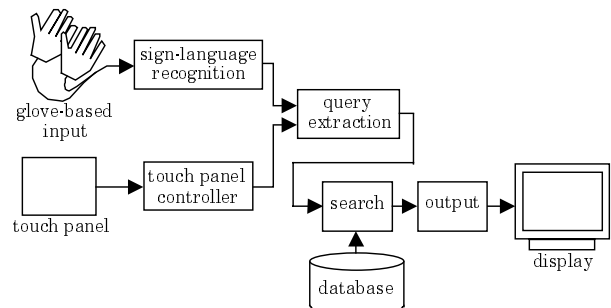 sign-language
recognition
glove-based
input
query
extraction
touch panel
controller
touch panel
search
output
display
database